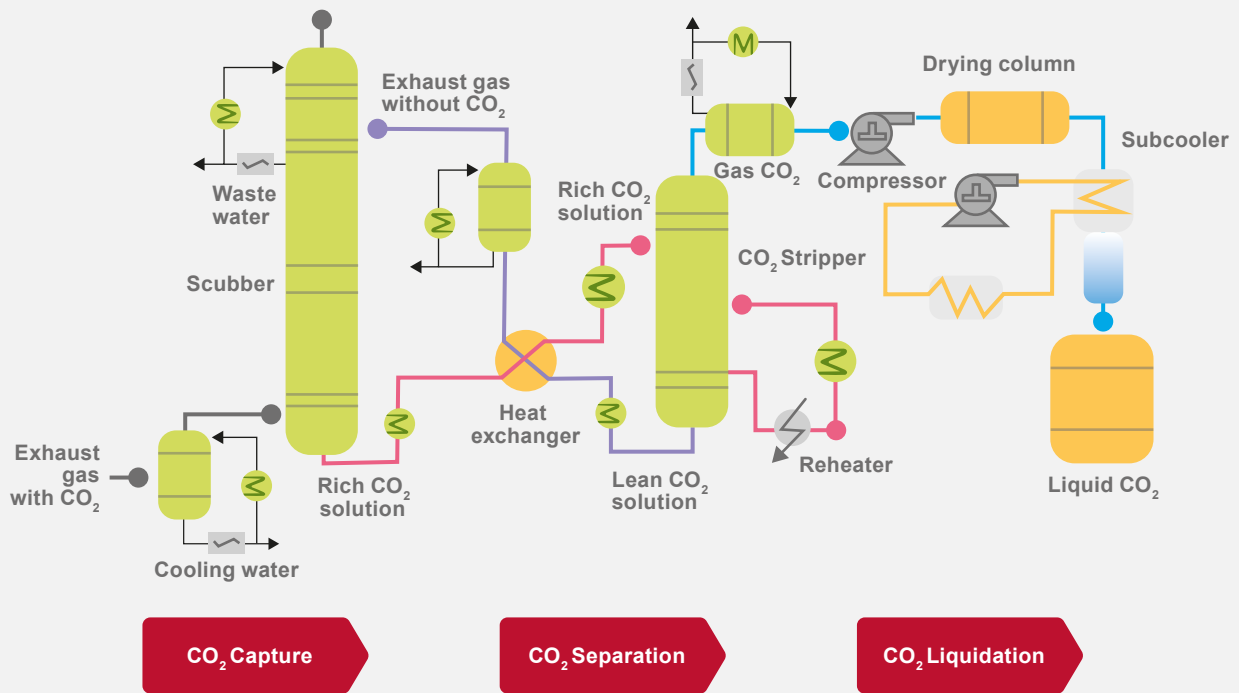 Exhaust gas
without CO₂
Drying column
Subcooler
Gas CO₂
Compressor
Waste
water
Rich CO₂
solution
CO₂ Stripper
Scubber
Heat
exchanger
Exhaust
gas
with CO₂
Rich CO₂
solution
Lean CO₂
solution
Reheater
Liquid CO₂
Cooling water
CO₂ Capture
CO₂ Separation
CO₂ Liquidation